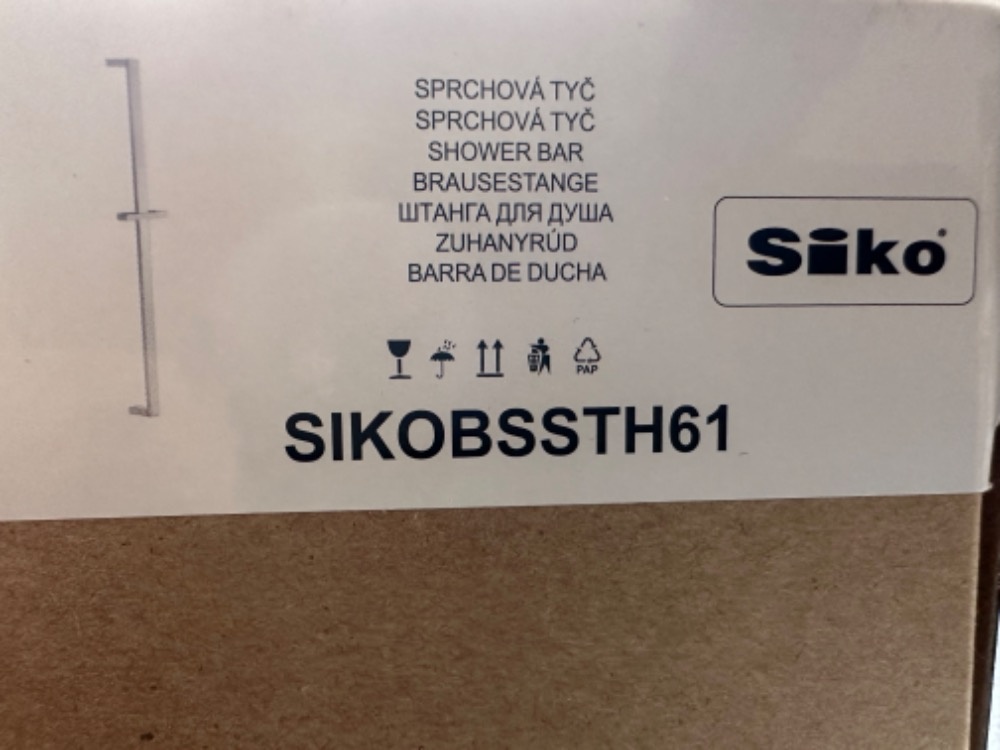 SPRCHOVÁ TYČ
SPRCHOVÁ TYČ
SHOWER BAR
BRAUSESTANGE
ШТАНГА ДЛЯ ДУША
ZUHANYRÚD
BARRA DE DUCHA
Siko
PAP
SIKOBSSTH61